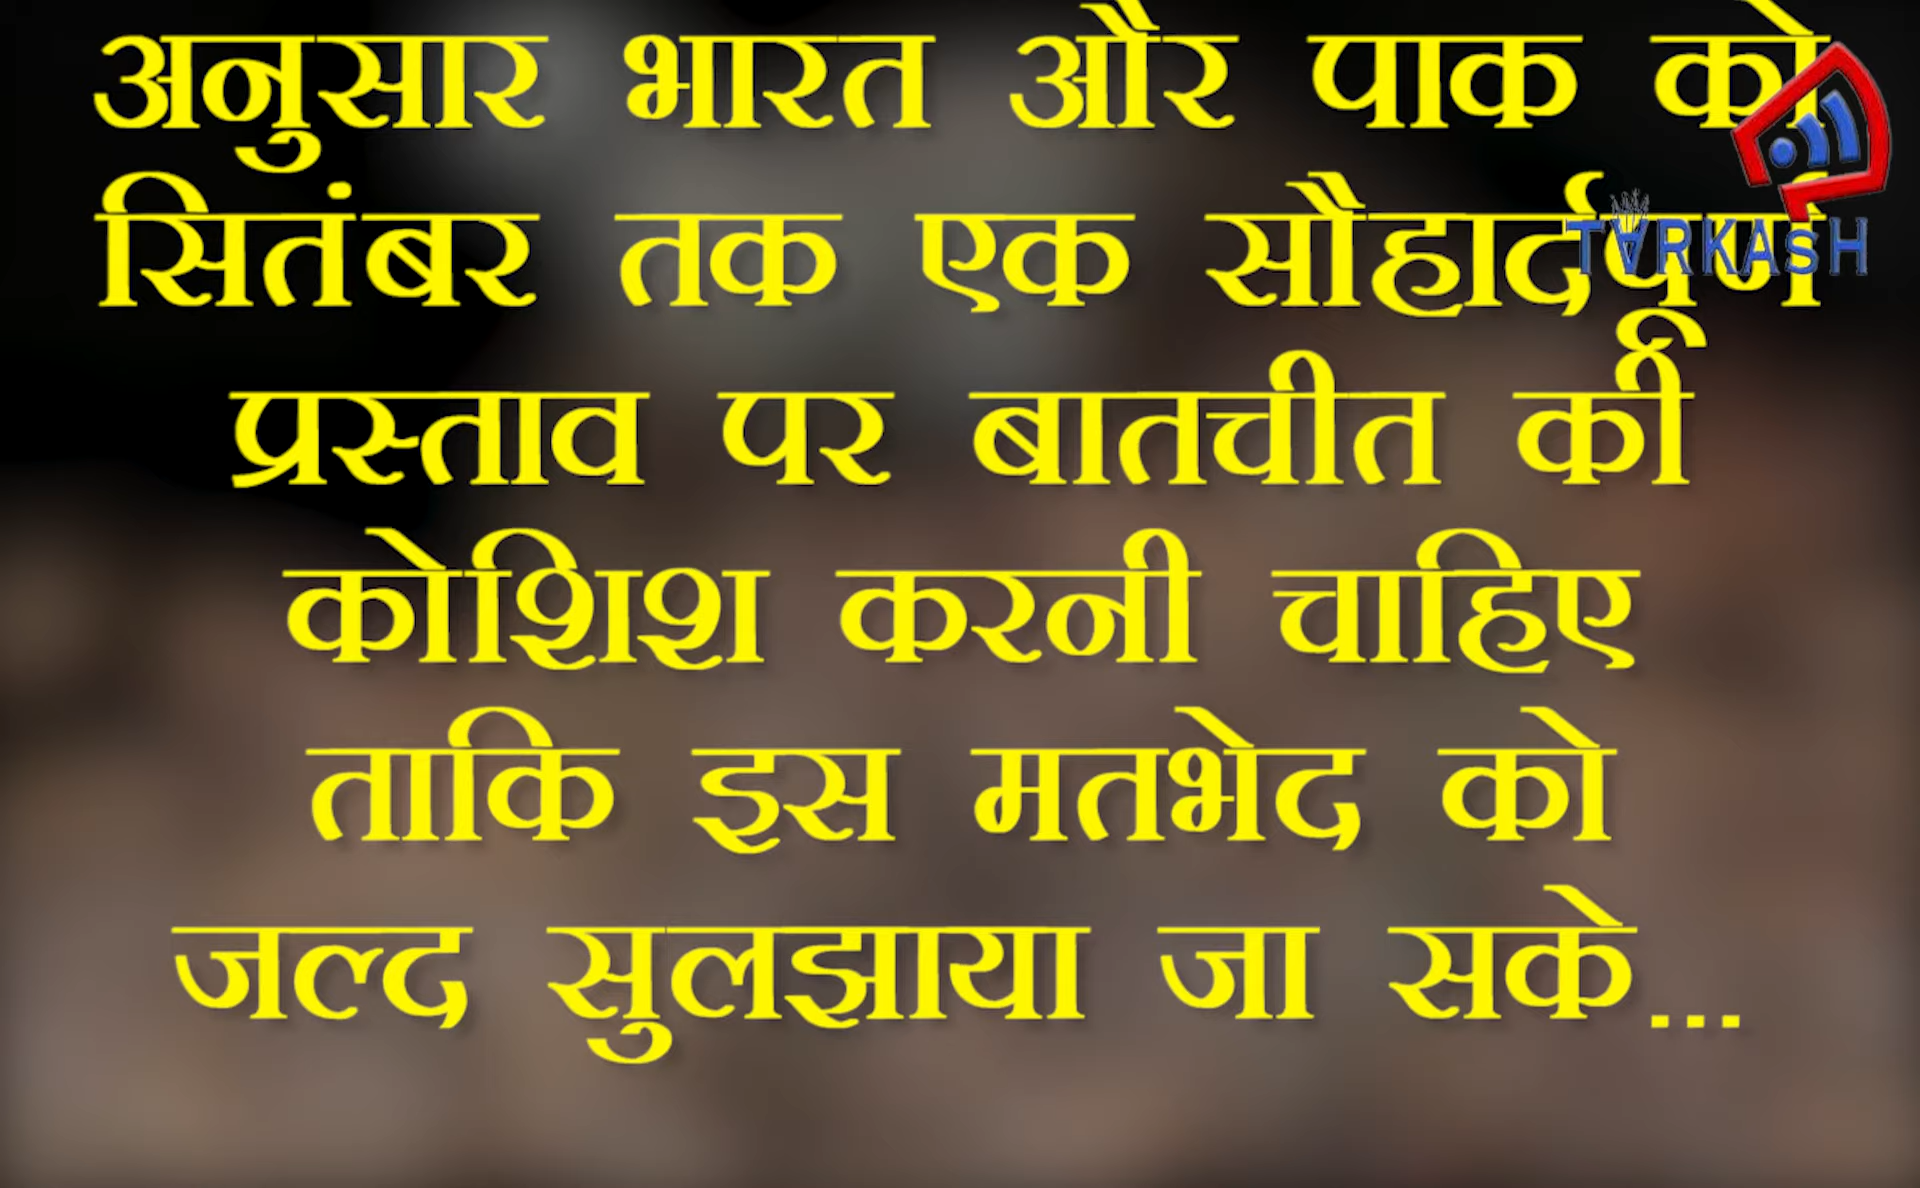 अनुसार भारत और पाक को
सितंबर तक एक सौहार्दपूर्ण
प्रस्ताव पर बातचीत की
कोशिश करनी चाहिए
ताकि इस मतभेद को
जल्द सुलझाया जा सके...
TARKASH